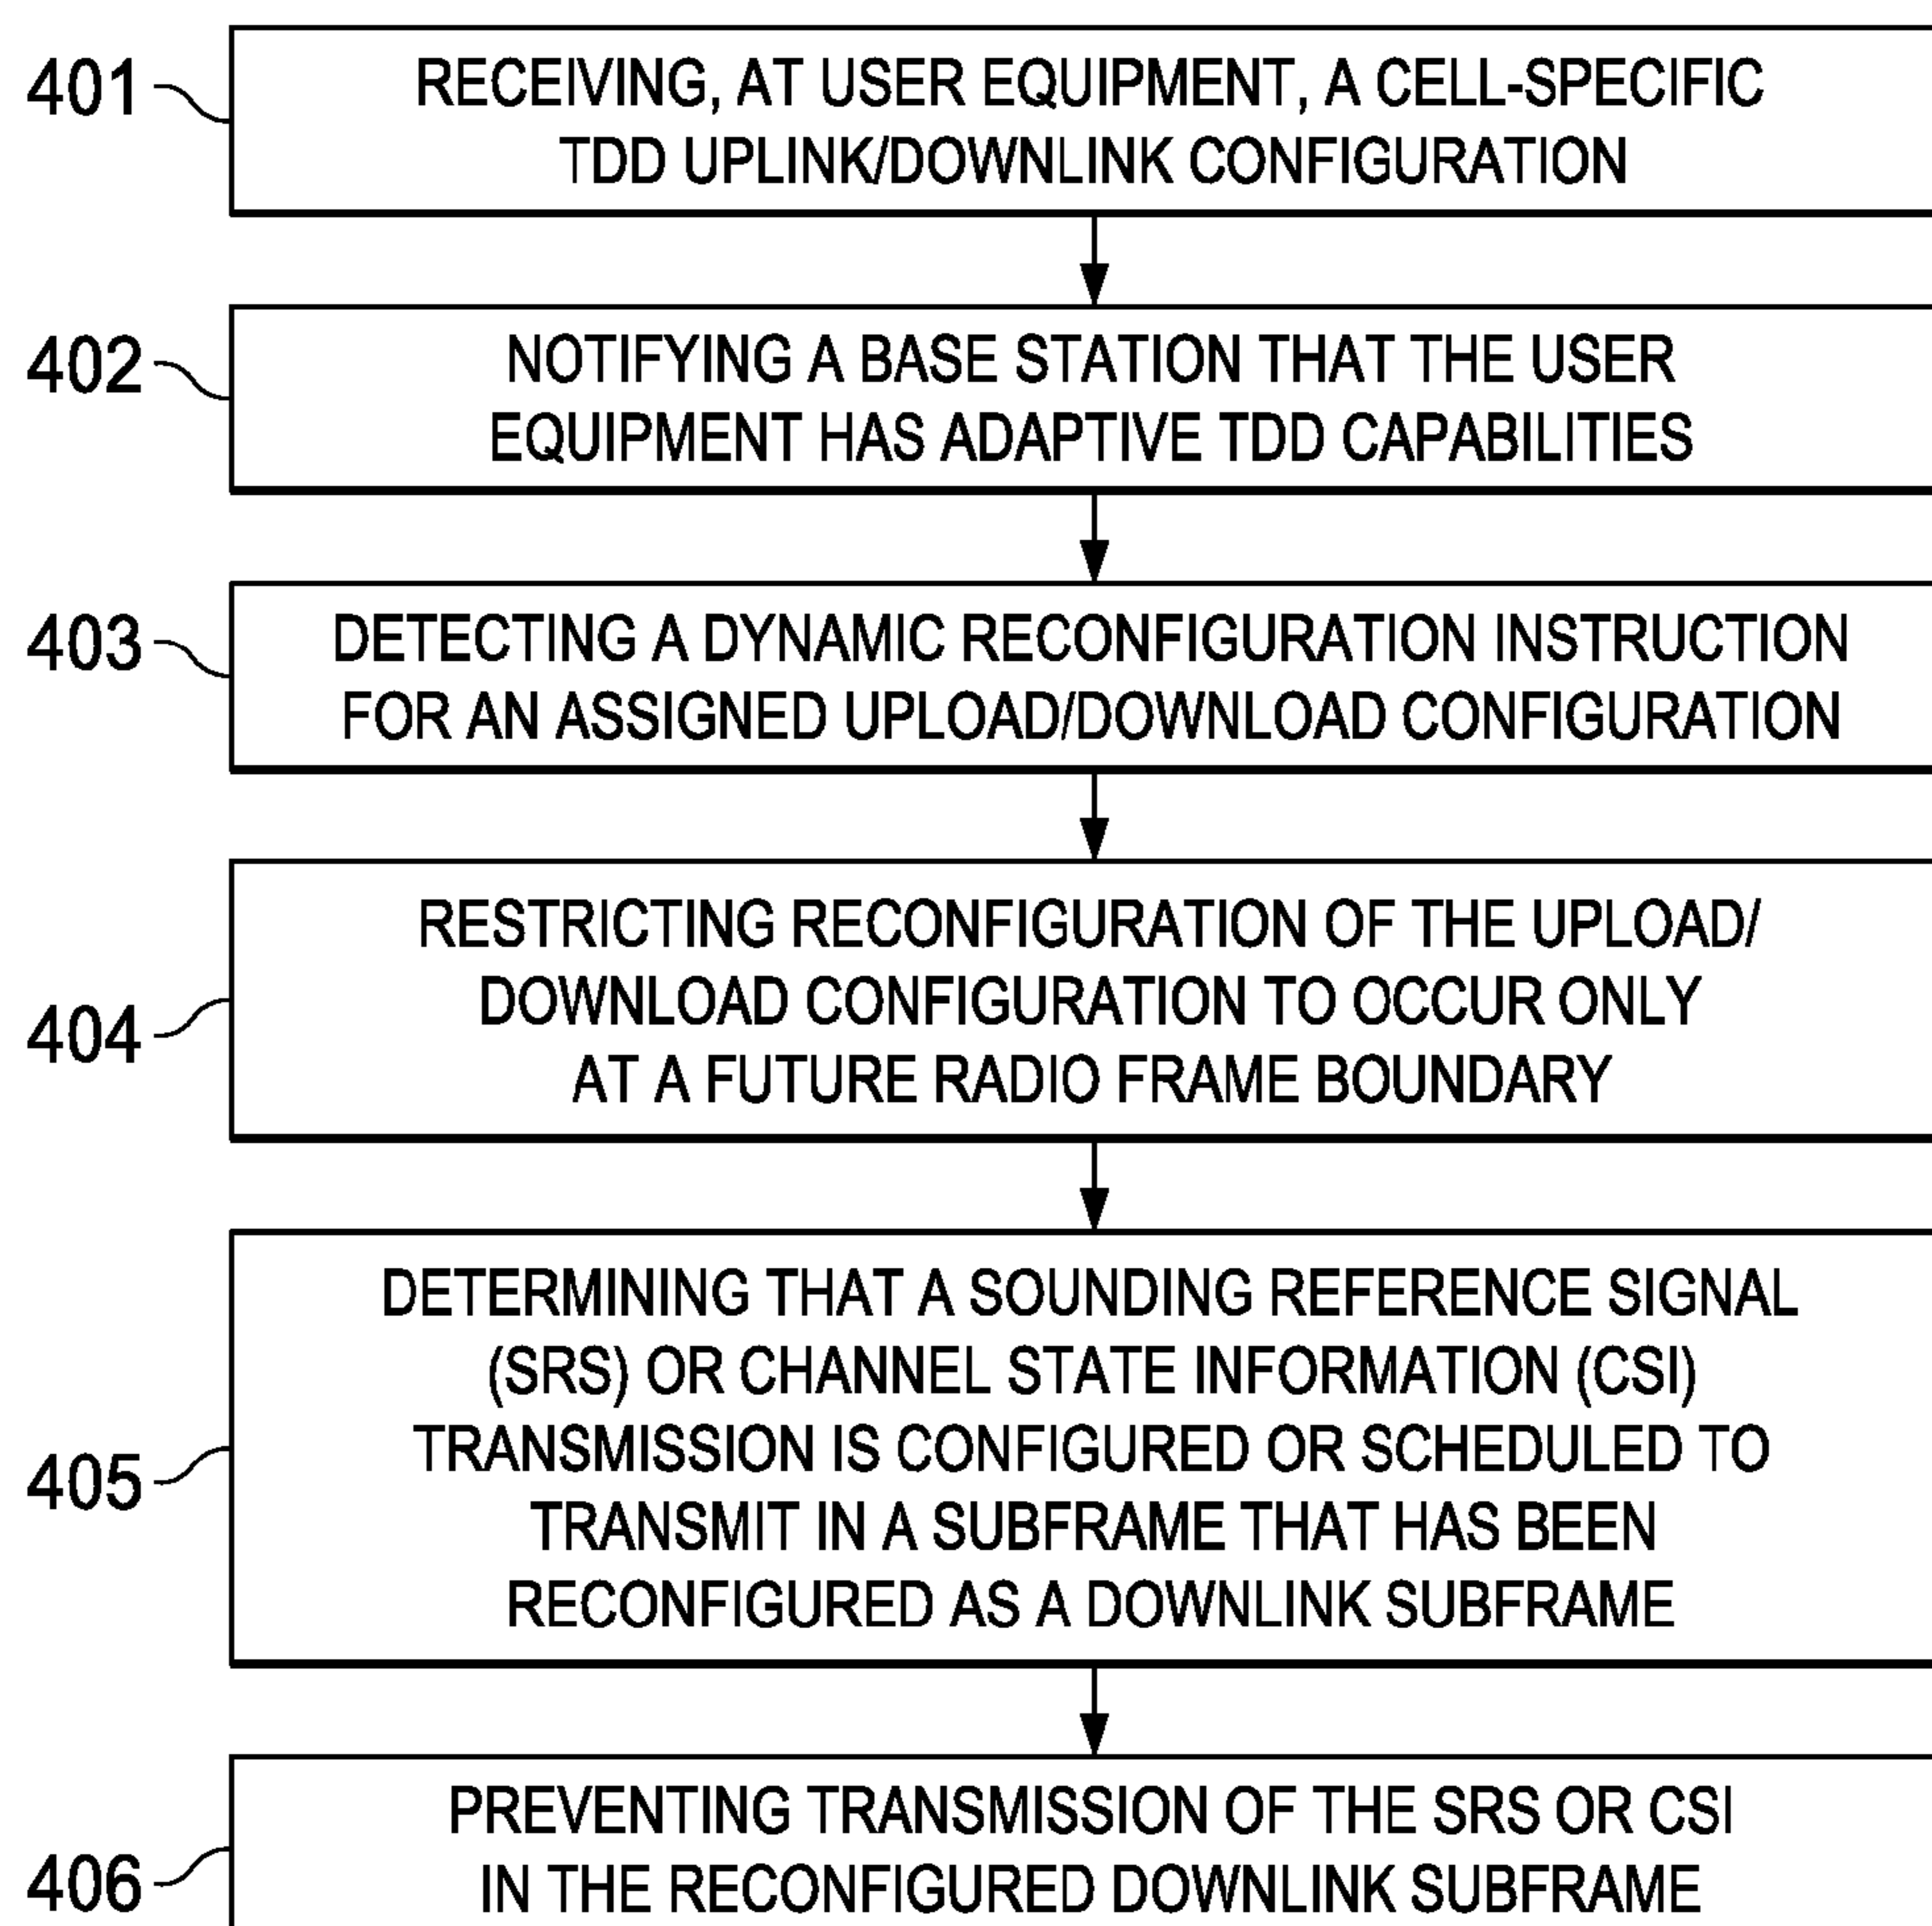 401
RECEIVING, AT USER EQUIPMENT, A CELL-SPECIFIC
TDD UPLINK/DOWNLINK CONFIGURATION
402
NOTIFYING A BASE STATION THAT THE USER
EQUIPMENT HAS ADAPTIVE TDD CAPABILITIES
403
DETECTING A DYNAMIC RECONFIGURATION INSTRUCTION
FOR AN ASSIGNED UPLOAD/DOWNLOAD CONFIGURATION
404
RESTRICTING RECONFIGURATION OF THE UPLOAD/
DOWNLOAD CONFIGURATION TO OCCUR ONLY
AT A FUTURE RADIO FRAME BOUNDARY
405
DETERMINING THAT A SOUNDING REFERENCE SIGNAL
(SRS) OR CHANNEL STATE INFORMATION (CSI)
TRANSMISSION IS CONFIGURED OR SCHEDULED TO
TRANSMIT IN A SUBFRAME THAT HAS BEEN
RECONFIGURED AS A DOWNLINK SUBFRAME
406
PREVENTING TRANSMISSION OF THE SRS OR CSI
IN THE RECONFIGURED DOWNLINK SUBFRAME